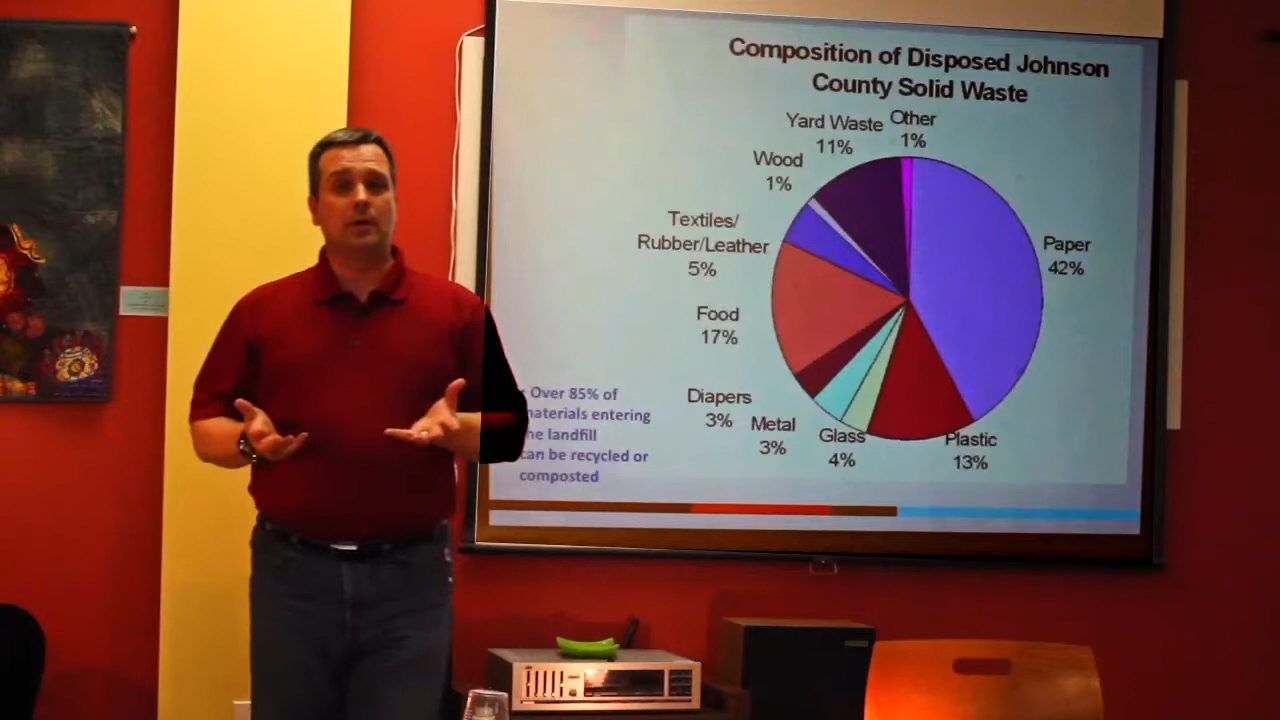 Composition of Disposed Johnson
County Solid Waste
Yard Waste
11%
Other
1%
Wood
1%
Textiles/
Rubber/Leather
5%
Paper
42%
Food
17%
Diapers
3%
Metal
3%
Glass
4%
Plastic
13%
Over 85% of
materials entering
the landfill
can be recycled or
composted